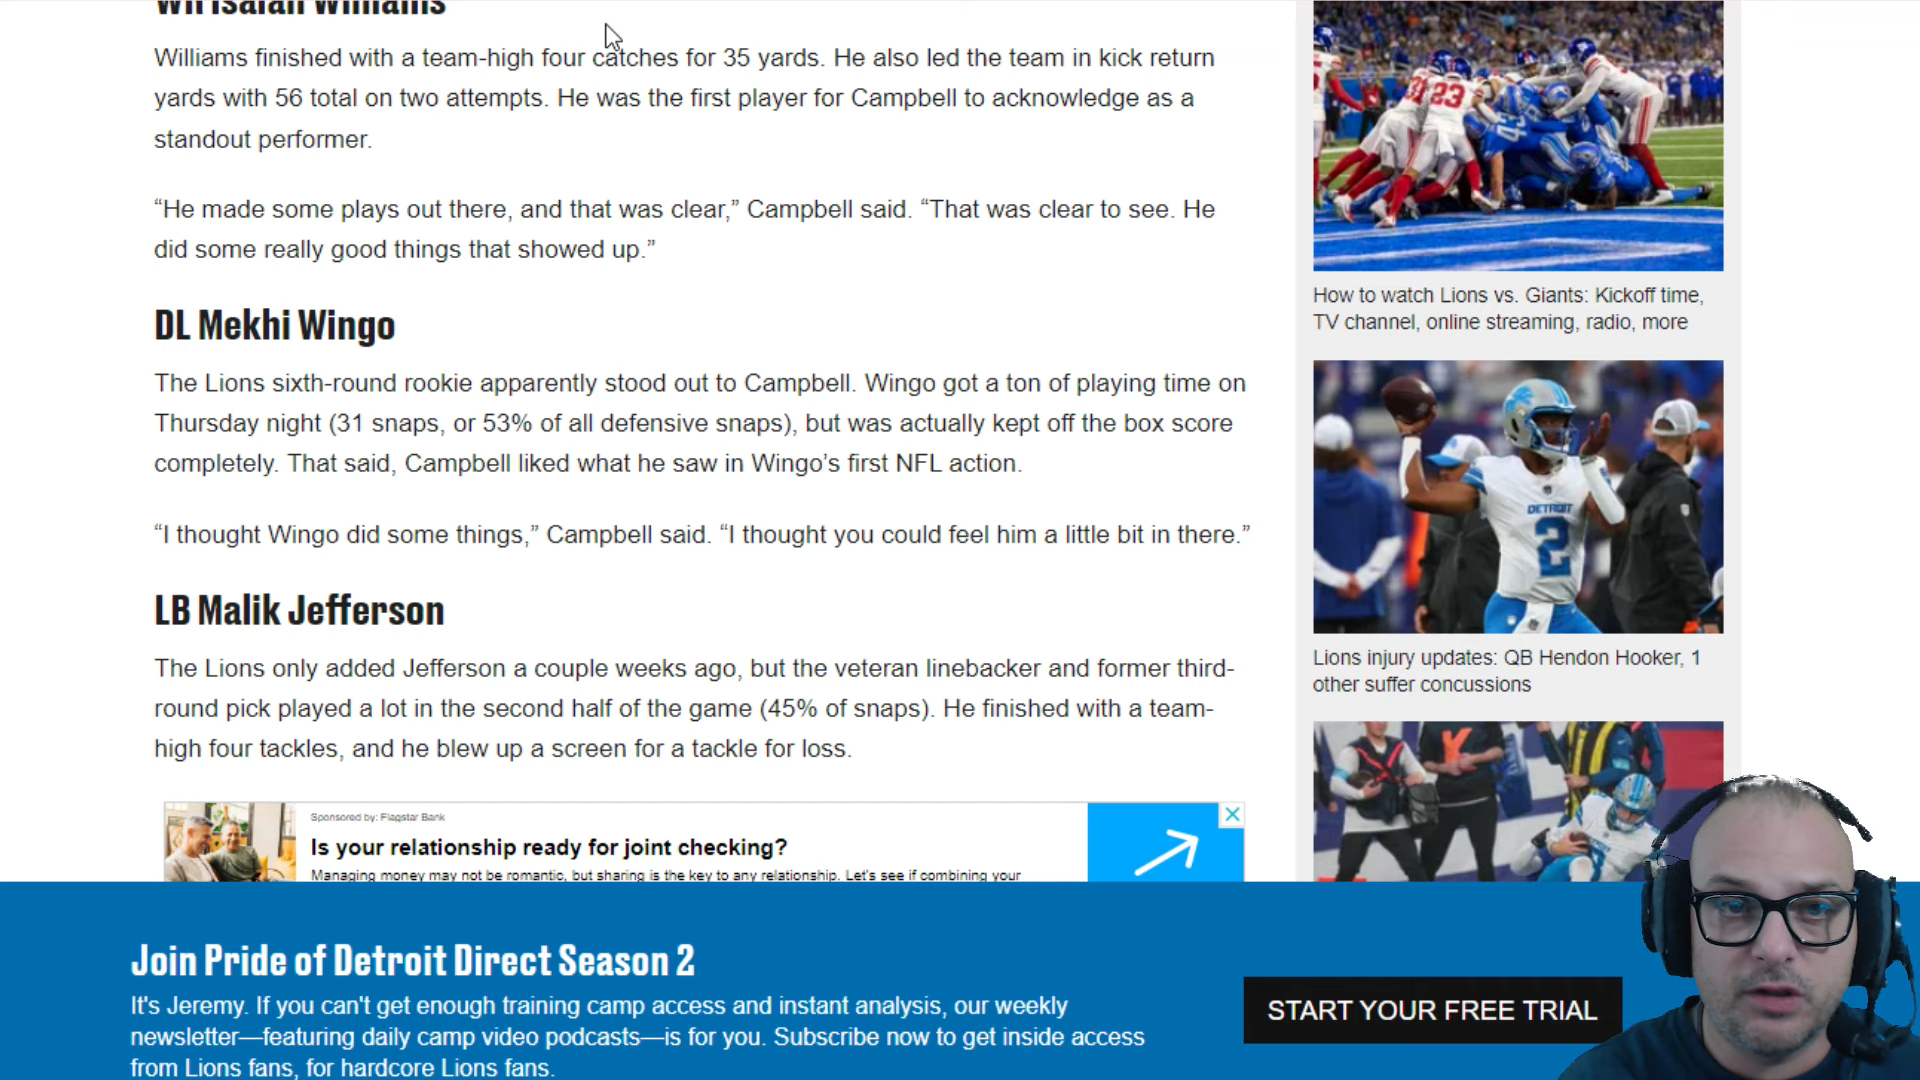 WR Isaiah Williams
Williams finished with a team-high four catches for 35 yards. He also led the team in kick return
yards with 56 total on two attempts. He was the first player for Campbell to acknowledge as a
standout performer.
“He made some plays out there, and that was clear,” Campbell said. “That was clear to see. He
did some really good things that showed up.”
DL Mekhi Wingo
The Lions sixth-round rookie apparently stood out to Campbell. Wingo got a ton of playing time on
Thursday night (31 snaps, or 53% of all defensive snaps), but was actually kept off the box score
completely. That said, Campbell liked what he saw in Wingo’s first NFL action.
“I thought Wingo did some things,” Campbell said. “I thought you could feel him a little bit in there.”
LB Malik Jefferson
The Lions only added Jefferson a couple weeks ago, but the veteran linebacker and former third-
round pick played a lot in the second half of the game (45% of snaps). He finished with a team-
high four tackles, and he blew up a screen for a tackle for loss.
Sponsored by: Flagstar Bank
Is your relationship ready for joint checking?
Managing money may not be romantic, but sharing is the key to any relationship. Let's see if combining your
23
43
How to watch Lions vs. Giants: Kickoff time,
TV channel, online streaming, radio, more
DETROIT
2
Lions injury updates: QB Hendon Hooker, 1
other suffer concussions
Join Pride of Detroit Direct Season 2
It's Jeremy. If you can't get enough training camp access and instant analysis, our weekly
newsletter—featuring daily camp video podcasts—is for you. Subscribe now to get inside access
from Lions fans, for hardcore Lions fans.
START YOUR FREE TRIAL